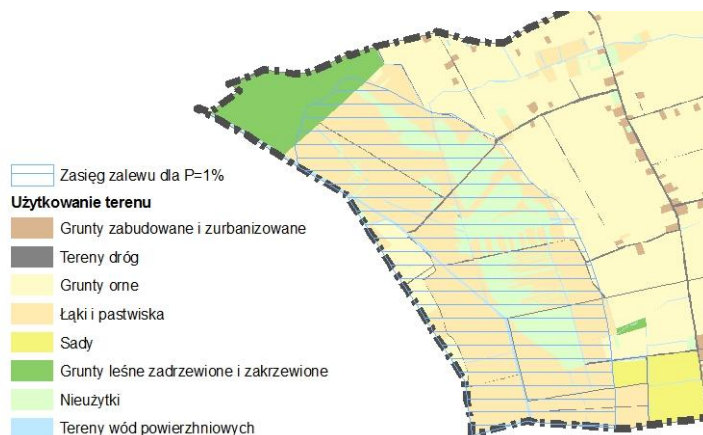 Zasięg zalewu dla P=1%
Użytkowanie terenu
Grunty zabudowane i zurbanizowane
Tereny dróg
Grunty orne
Łąki i pastwiska
Sady
Grunty leśne zadrzewione i zakrzewione
Nieużytki
Tereny wód powierzchniowych